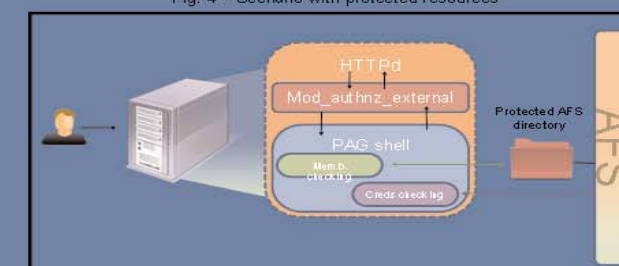 Fig. 4 - Scenario with protected resources
HTTPd
Mod_authnz_external
Protected AFS
directory
PAG shell
Memb.
checking
Creds checking
AFS